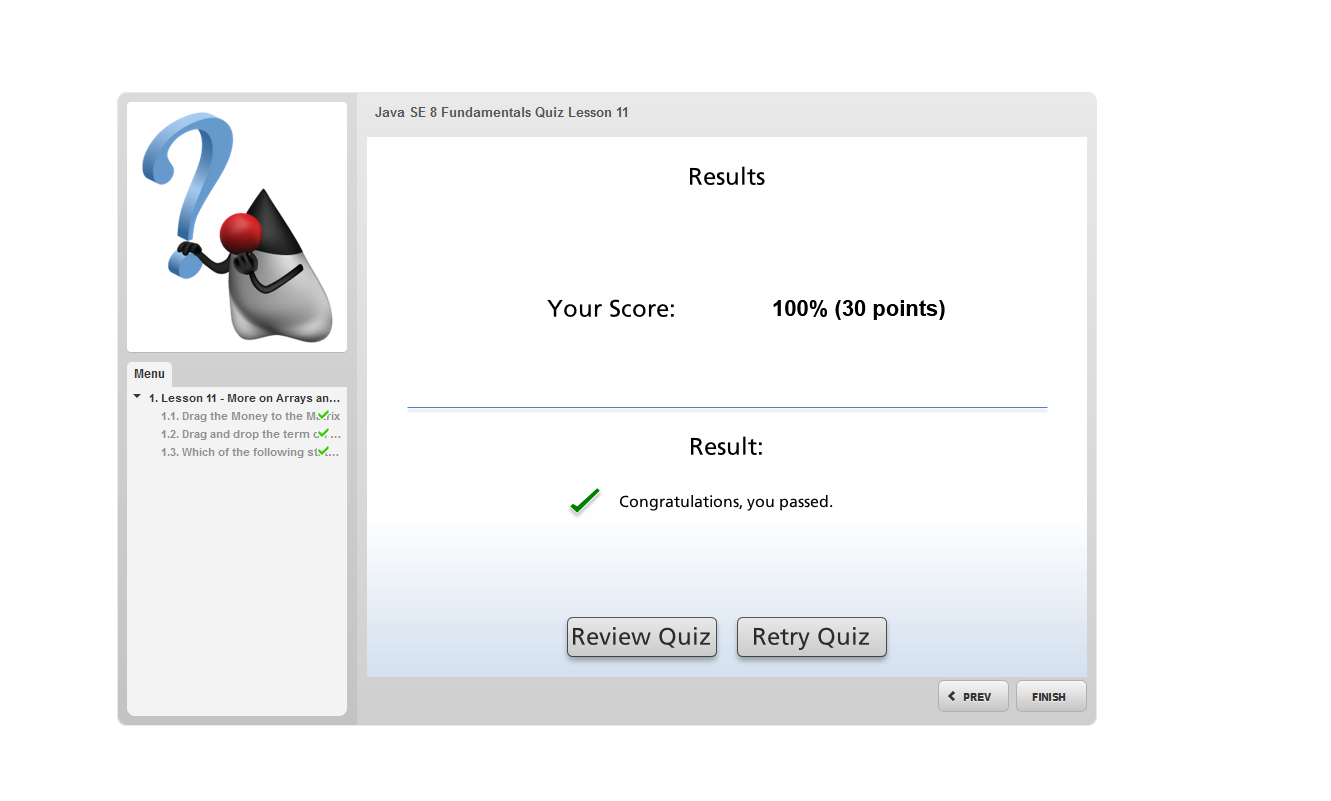 Java SE 8 Fundamentals Quiz Lesson 11
Results
Your Score: 100% (30 points)
Result:
Congratulations, you passed.
Review Quiz Retry Quiz
PREV FINISH
Menu
1. Lesson 11 - More on Arrays an...
1.1. Drag the Money to the
1.2. Drag and drop the term ...
1.3. Which of the following ...